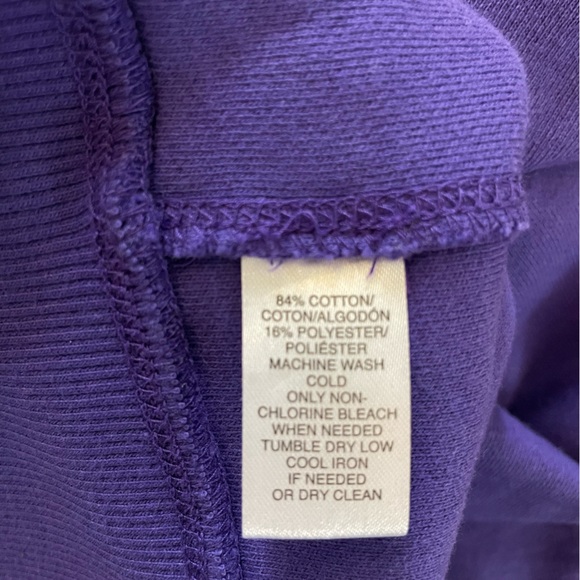 84% COTTON/
COTON/ALGODÓN
16% POLYESTER/
POLIÉSTER
MACHINE WASH
COLD
ONLY NON-
CHLORINE BLEACH
WHEN NEEDED
TUMBLE DRY LOW
COOL IRON
IF NEEDED
OR DRY CLEAN